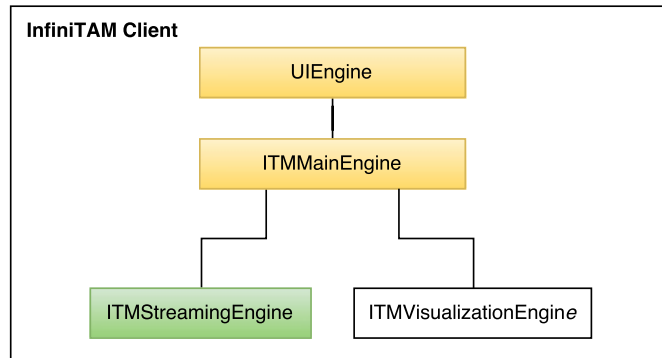 InfiniTAM Client
UIEngine
ITMMainEngine
ITMStreamingEngine
ITMVisualizationEngine